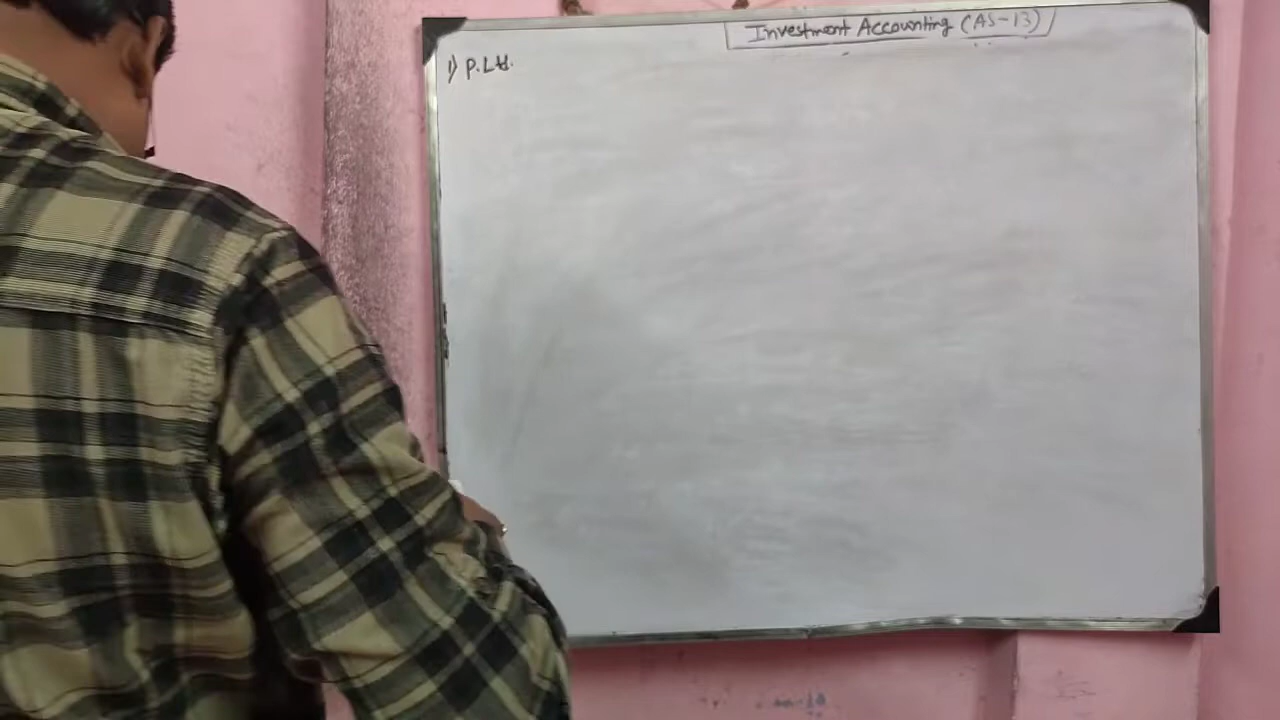 Investment Accounting (AS-13)
1) P. Ltd.